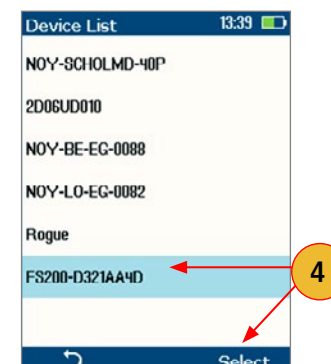 Device List 13:39
NOY-SCHOLMD-40P
2D06UD010
NOY-BE-EG-0088
NOY-LO-EG-0082
Rogue
FS200-D321AA4D
4
Select